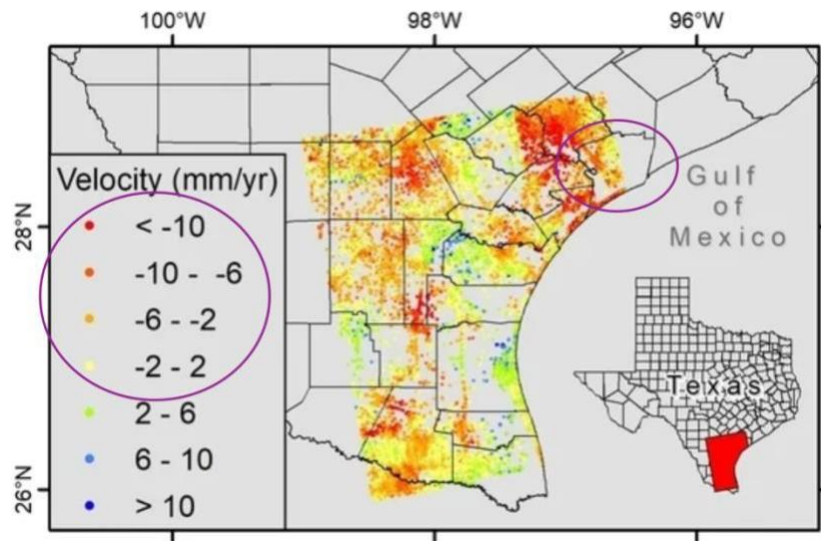 100°W 98°W 96°W
28°N
26°N
Velocity (mm/yr)
< -10
-10 - -6
-6 - -2
-2 - 2
2 - 6
6 - 10
> 10
Gulf
of
Mexico
Texas